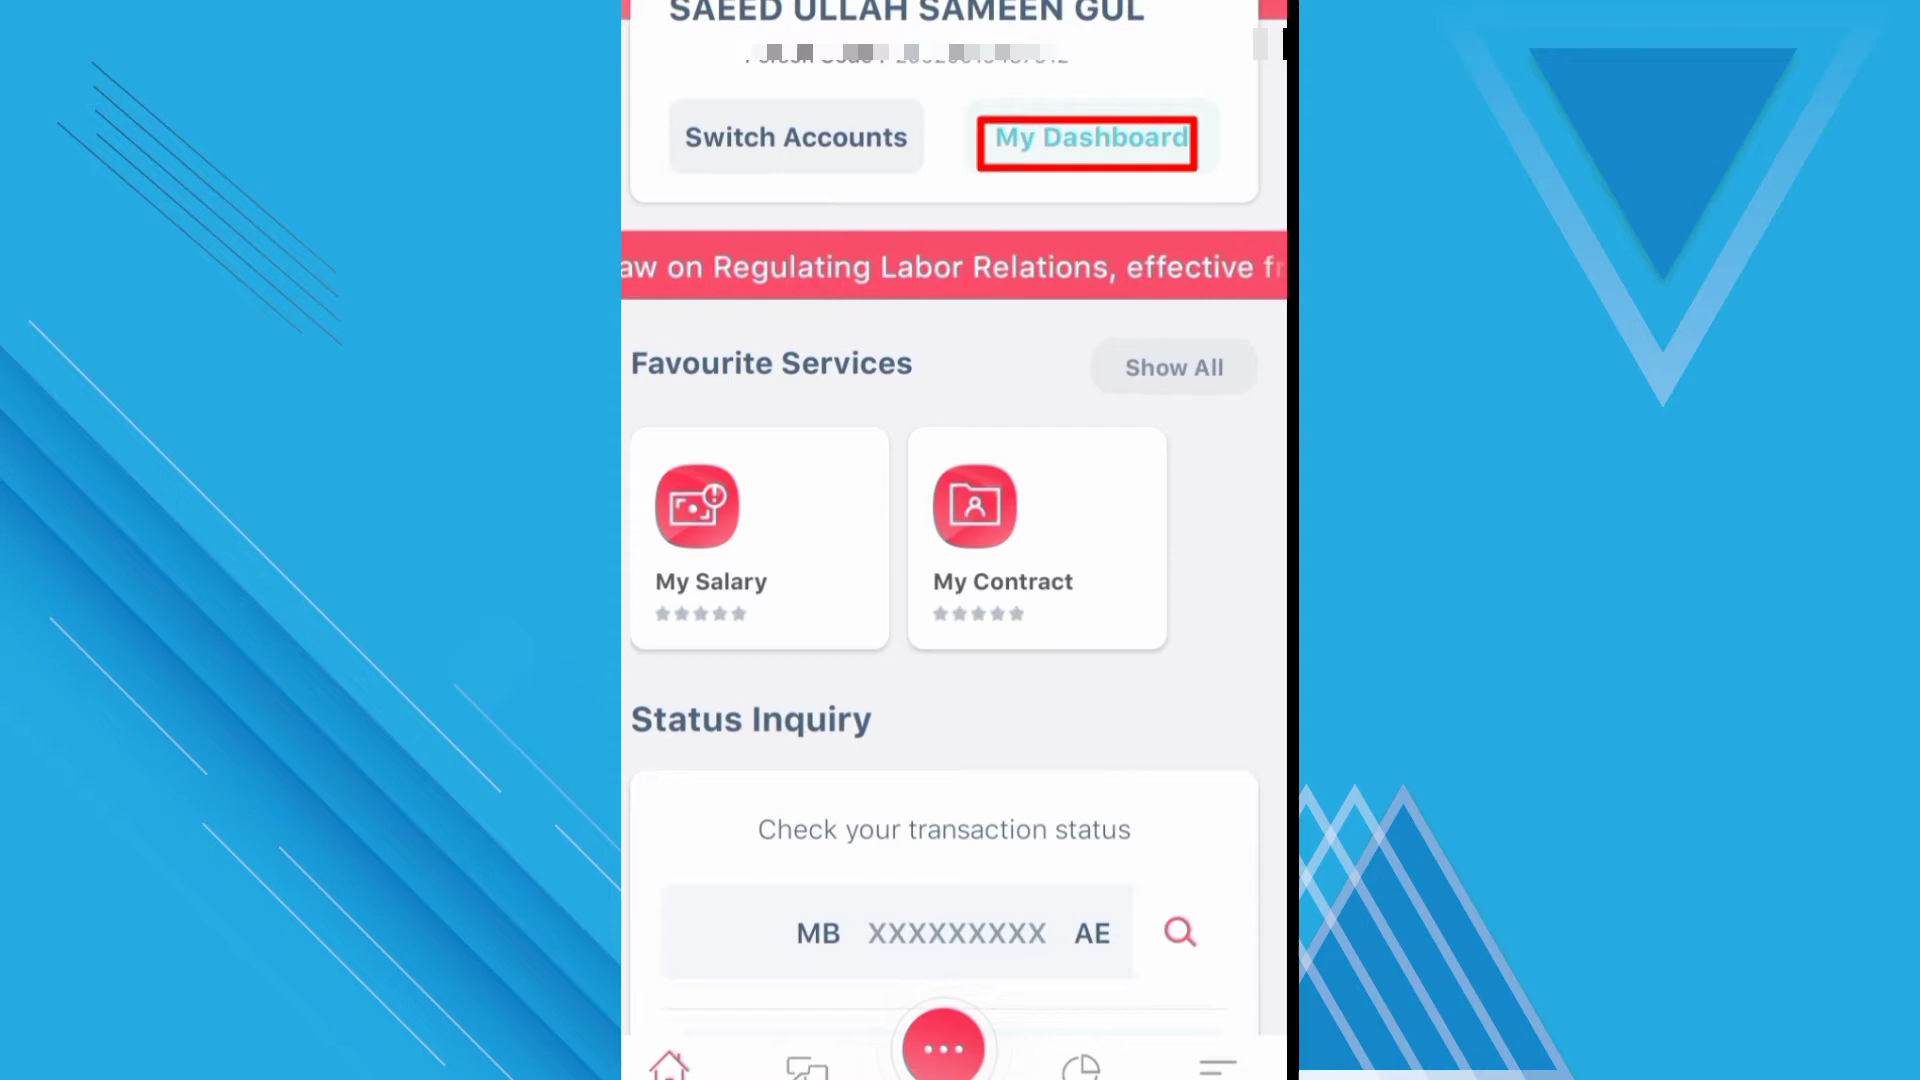 SAEED ULLAH SAMEEN GUL
Switch Accounts
My Dashboard
aw on Regulating Labor Relations, effective fr
Favourite Services
Show All
My Salary
My Contract
Status Inquiry
Check your transaction status
MB XXXXXXXXX AE